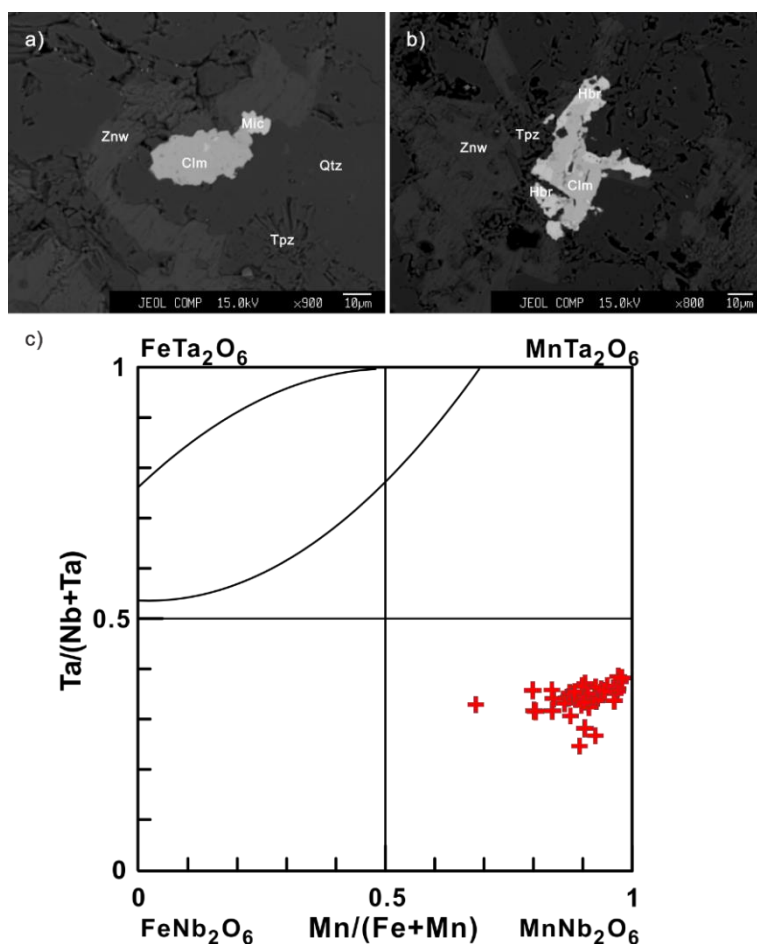 a)
Znw
Mic
Clm
Qtz
Tpz
JEOL COMP 15.0kV ×900 10μm
b)
Hbr
Tpz
Znw
Clm
Hbr
JEOL COMP 15.0kV ×800 10μm
c)
FeTa₂O₆ MnTa₂O₆
1
Ta/(Nb+Ta)
0.5
0
0 0.5 1
FeNb₂O₆ Mn/(Fe+Mn) MnNb₂O₆